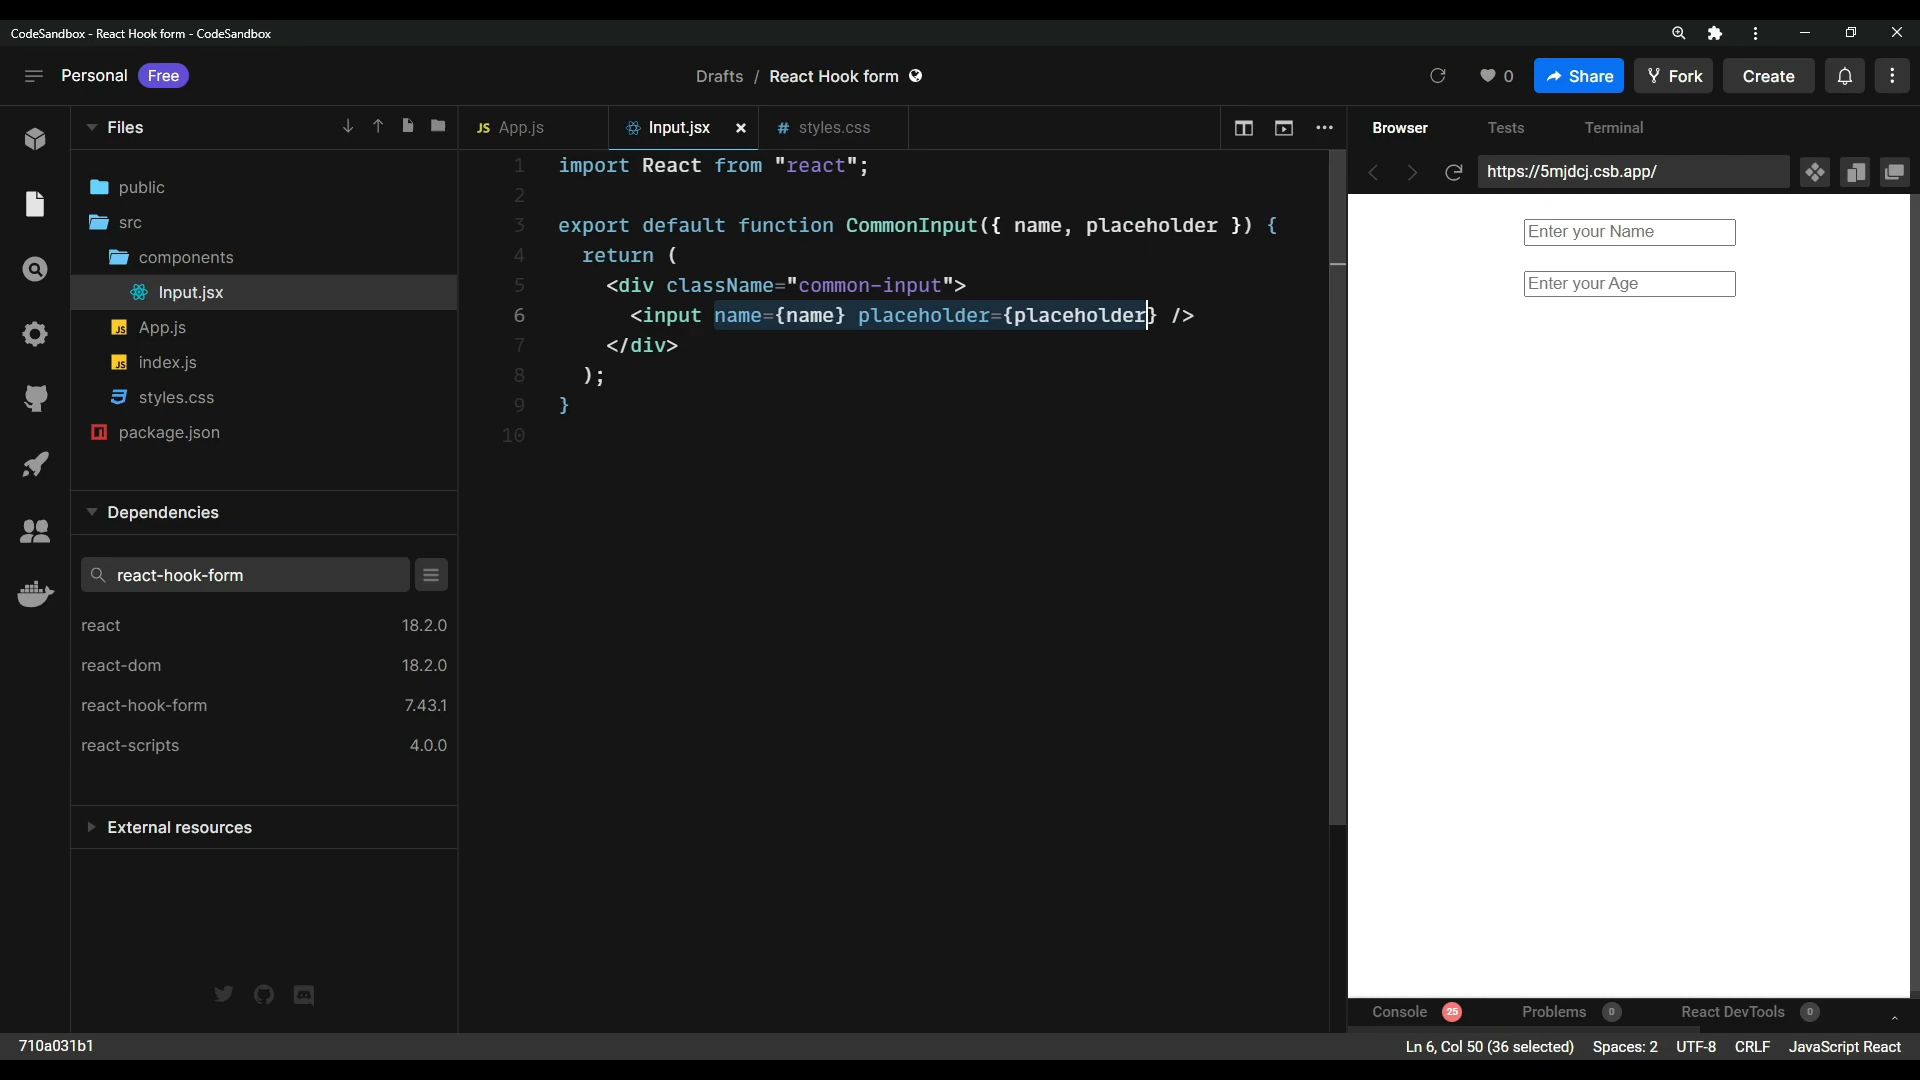 CodeSandbox - React Hook form - CodeSandbox
Personal Free
Drafts / React Hook form
0 Share Fork Create
Files
public
src
components
Input.jsx
App.js
index.js
styles.css
package.json
Dependencies
react-hook-form
react 18.2.0
react-dom 18.2.0
react-hook-form 7.43.1
react-scripts 4.0.0
External resources
JS App.js Input.jsx # styles.css
1 import React from "react";
2
3 export default function CommonInput({ name, placeholder }) {
4 return (
5 <div className="common-input">
6 <input name={name} placeholder={placeholder} />
7 </div>
8 );
9 }
10
Browser Tests Terminal
https://5mjdcj.csb.app/
Enter your Name
Enter your Age
Console 25 Problems 0 React DevTools 0
710a031b1 Ln 6, Col 50 (36 selected) Spaces: 2 UTF-8 CRLF JavaScript React